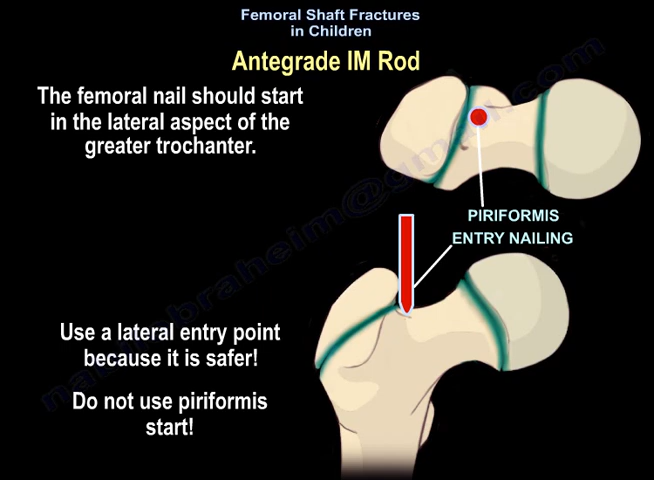 Femoral Shaft Fractures
in Children
Antegrade IM Rod
The femoral nail should start
in the lateral aspect of the
greater trochanter.
PIRIFORMIS
ENTRY NAILING
Use a lateral entry point
because it is safer!
Do not use piriformis
start!